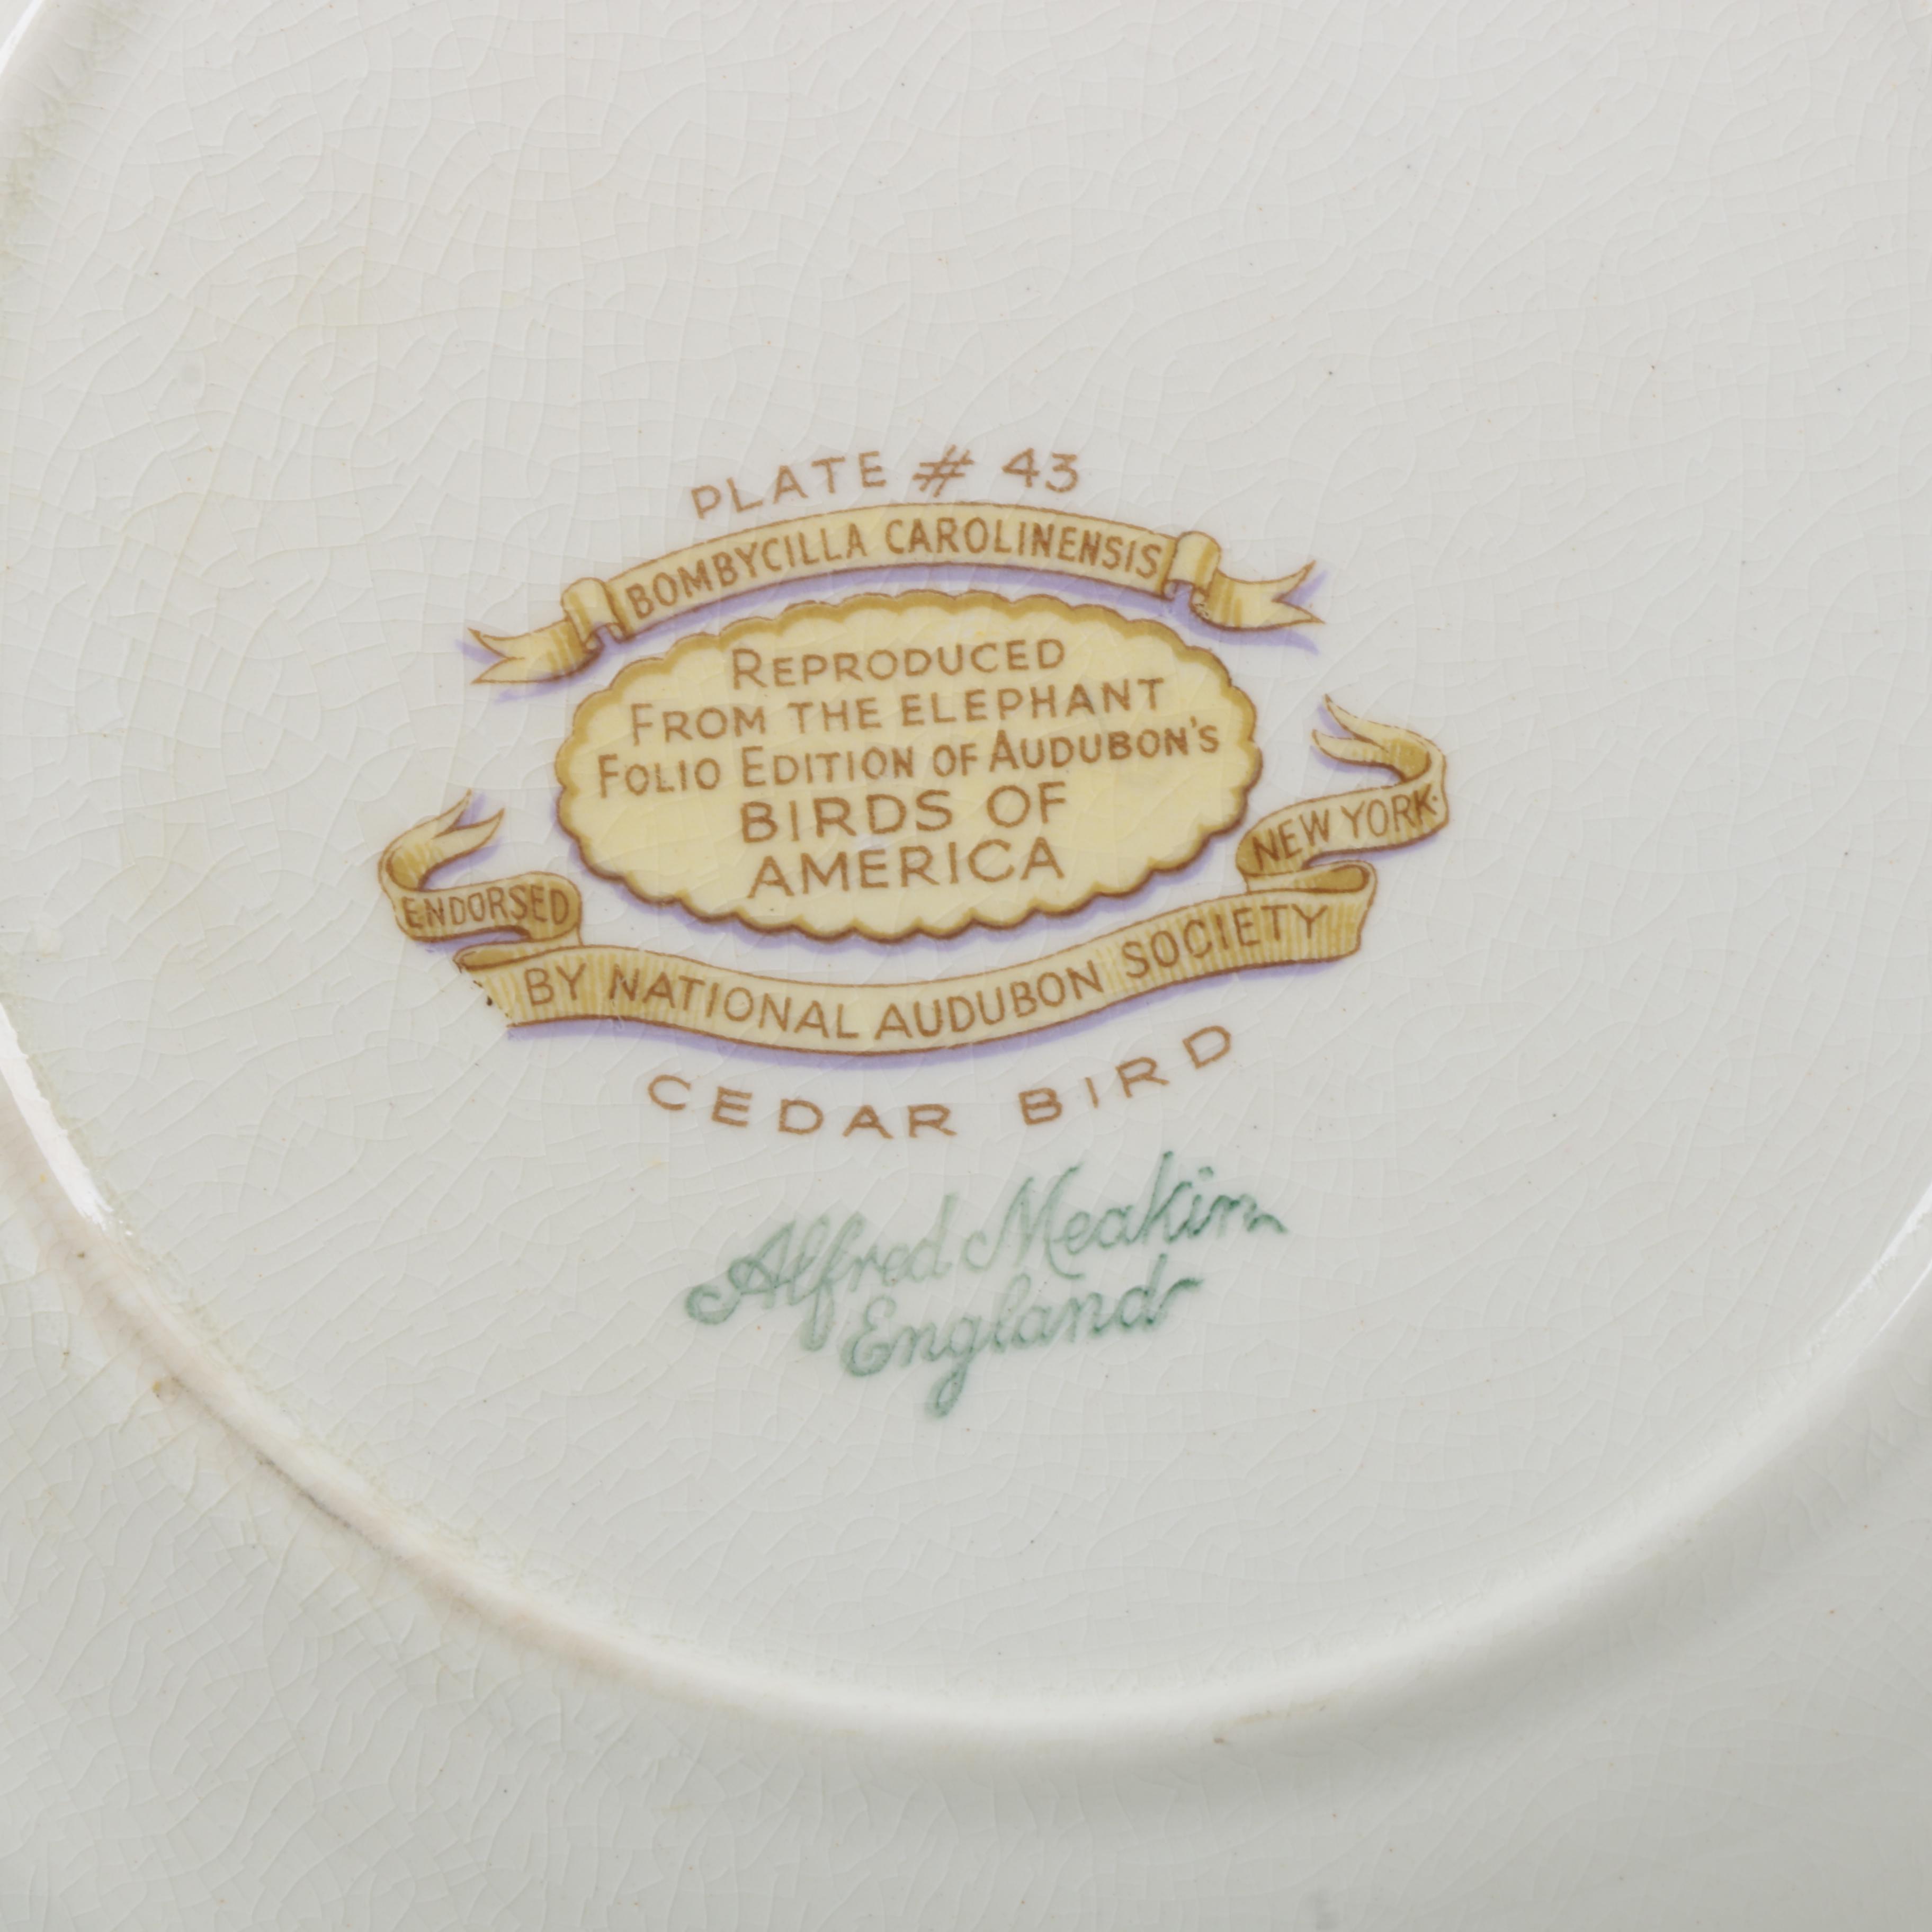 PLATE # 43
BOMBYCILLA CAROLINENSIS
REPRODUCED
FROM THE ELEPHANT
FOLIO EDITION OF AUDUBON'S
BIRDS OF
AMERICA
ENDORSED
BY NATIONAL AUDUBON SOCIETY
NEW YORK.
CEDAR BIRD
Alfred Meakin
England